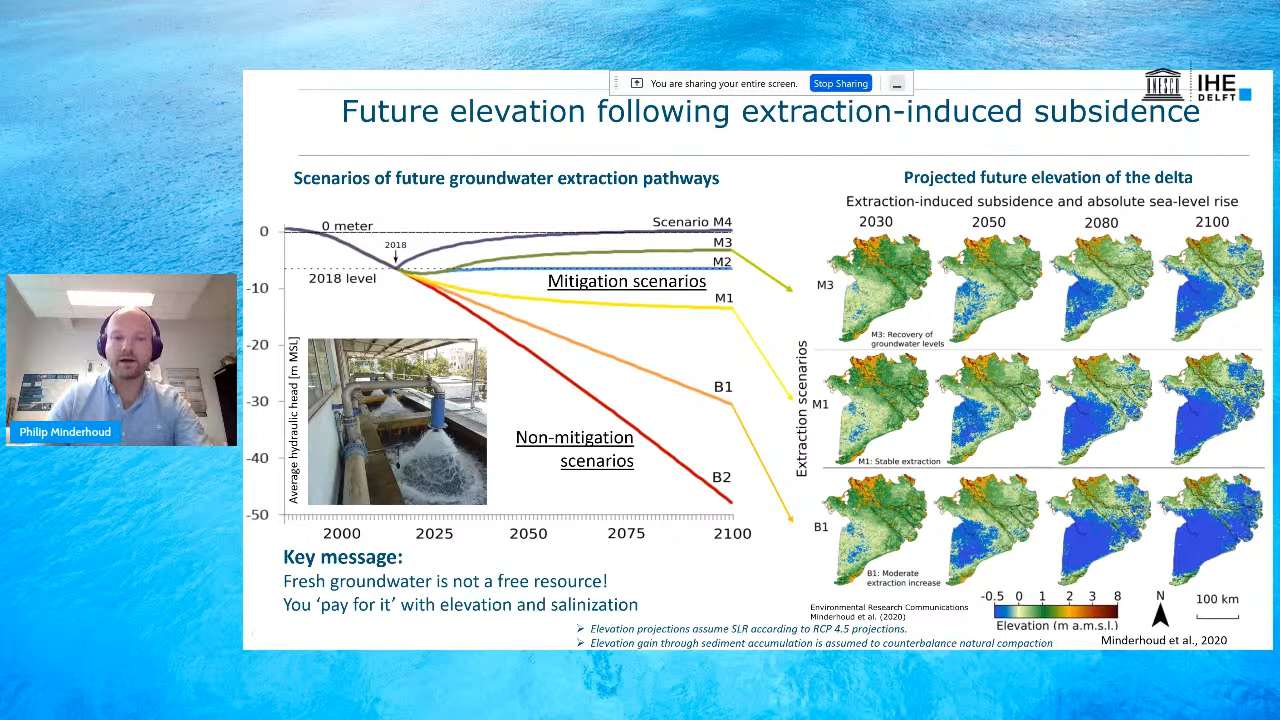 You are sharing your entire screen.
Stop Sharing
UNESCO
IHE
DELFT
Future elevation following extraction-induced subsidence
Scenarios of future groundwater extraction pathways
0
0 meter
2018
2018 level
-10
-20
-30
-40
-50
Average hydraulic head [m MSL]
Scenario M4
M3
M2
Mitigation scenarios
M1
B1
Non-mitigation
scenarios
B2
2000
2025
2050
2075
2100
Projected future elevation of the delta
Extraction-induced subsidence and absolute sea-level rise
2030
2050
2080
2100
Extraction scenarios
M3
M3: Recovery of
groundwater levels
M1
M1: Stable extraction
B1
B1: Moderate
extraction increase
Environmental Research Communications
Minderhoud et al. (2020)
-0.5 0 1 2 3 8
Elevation (m a.m.s.l.)
N
100 km
Minderhoud et al., 2020
Key message:
Fresh groundwater is not a free resource!
You ‘pay for it’ with elevation and salinization
Elevation projections assume SLR according to RCP 4.5 projections.
Elevation gain through sediment accumulation is assumed to counterbalance natural compaction
Philip Minderhoud